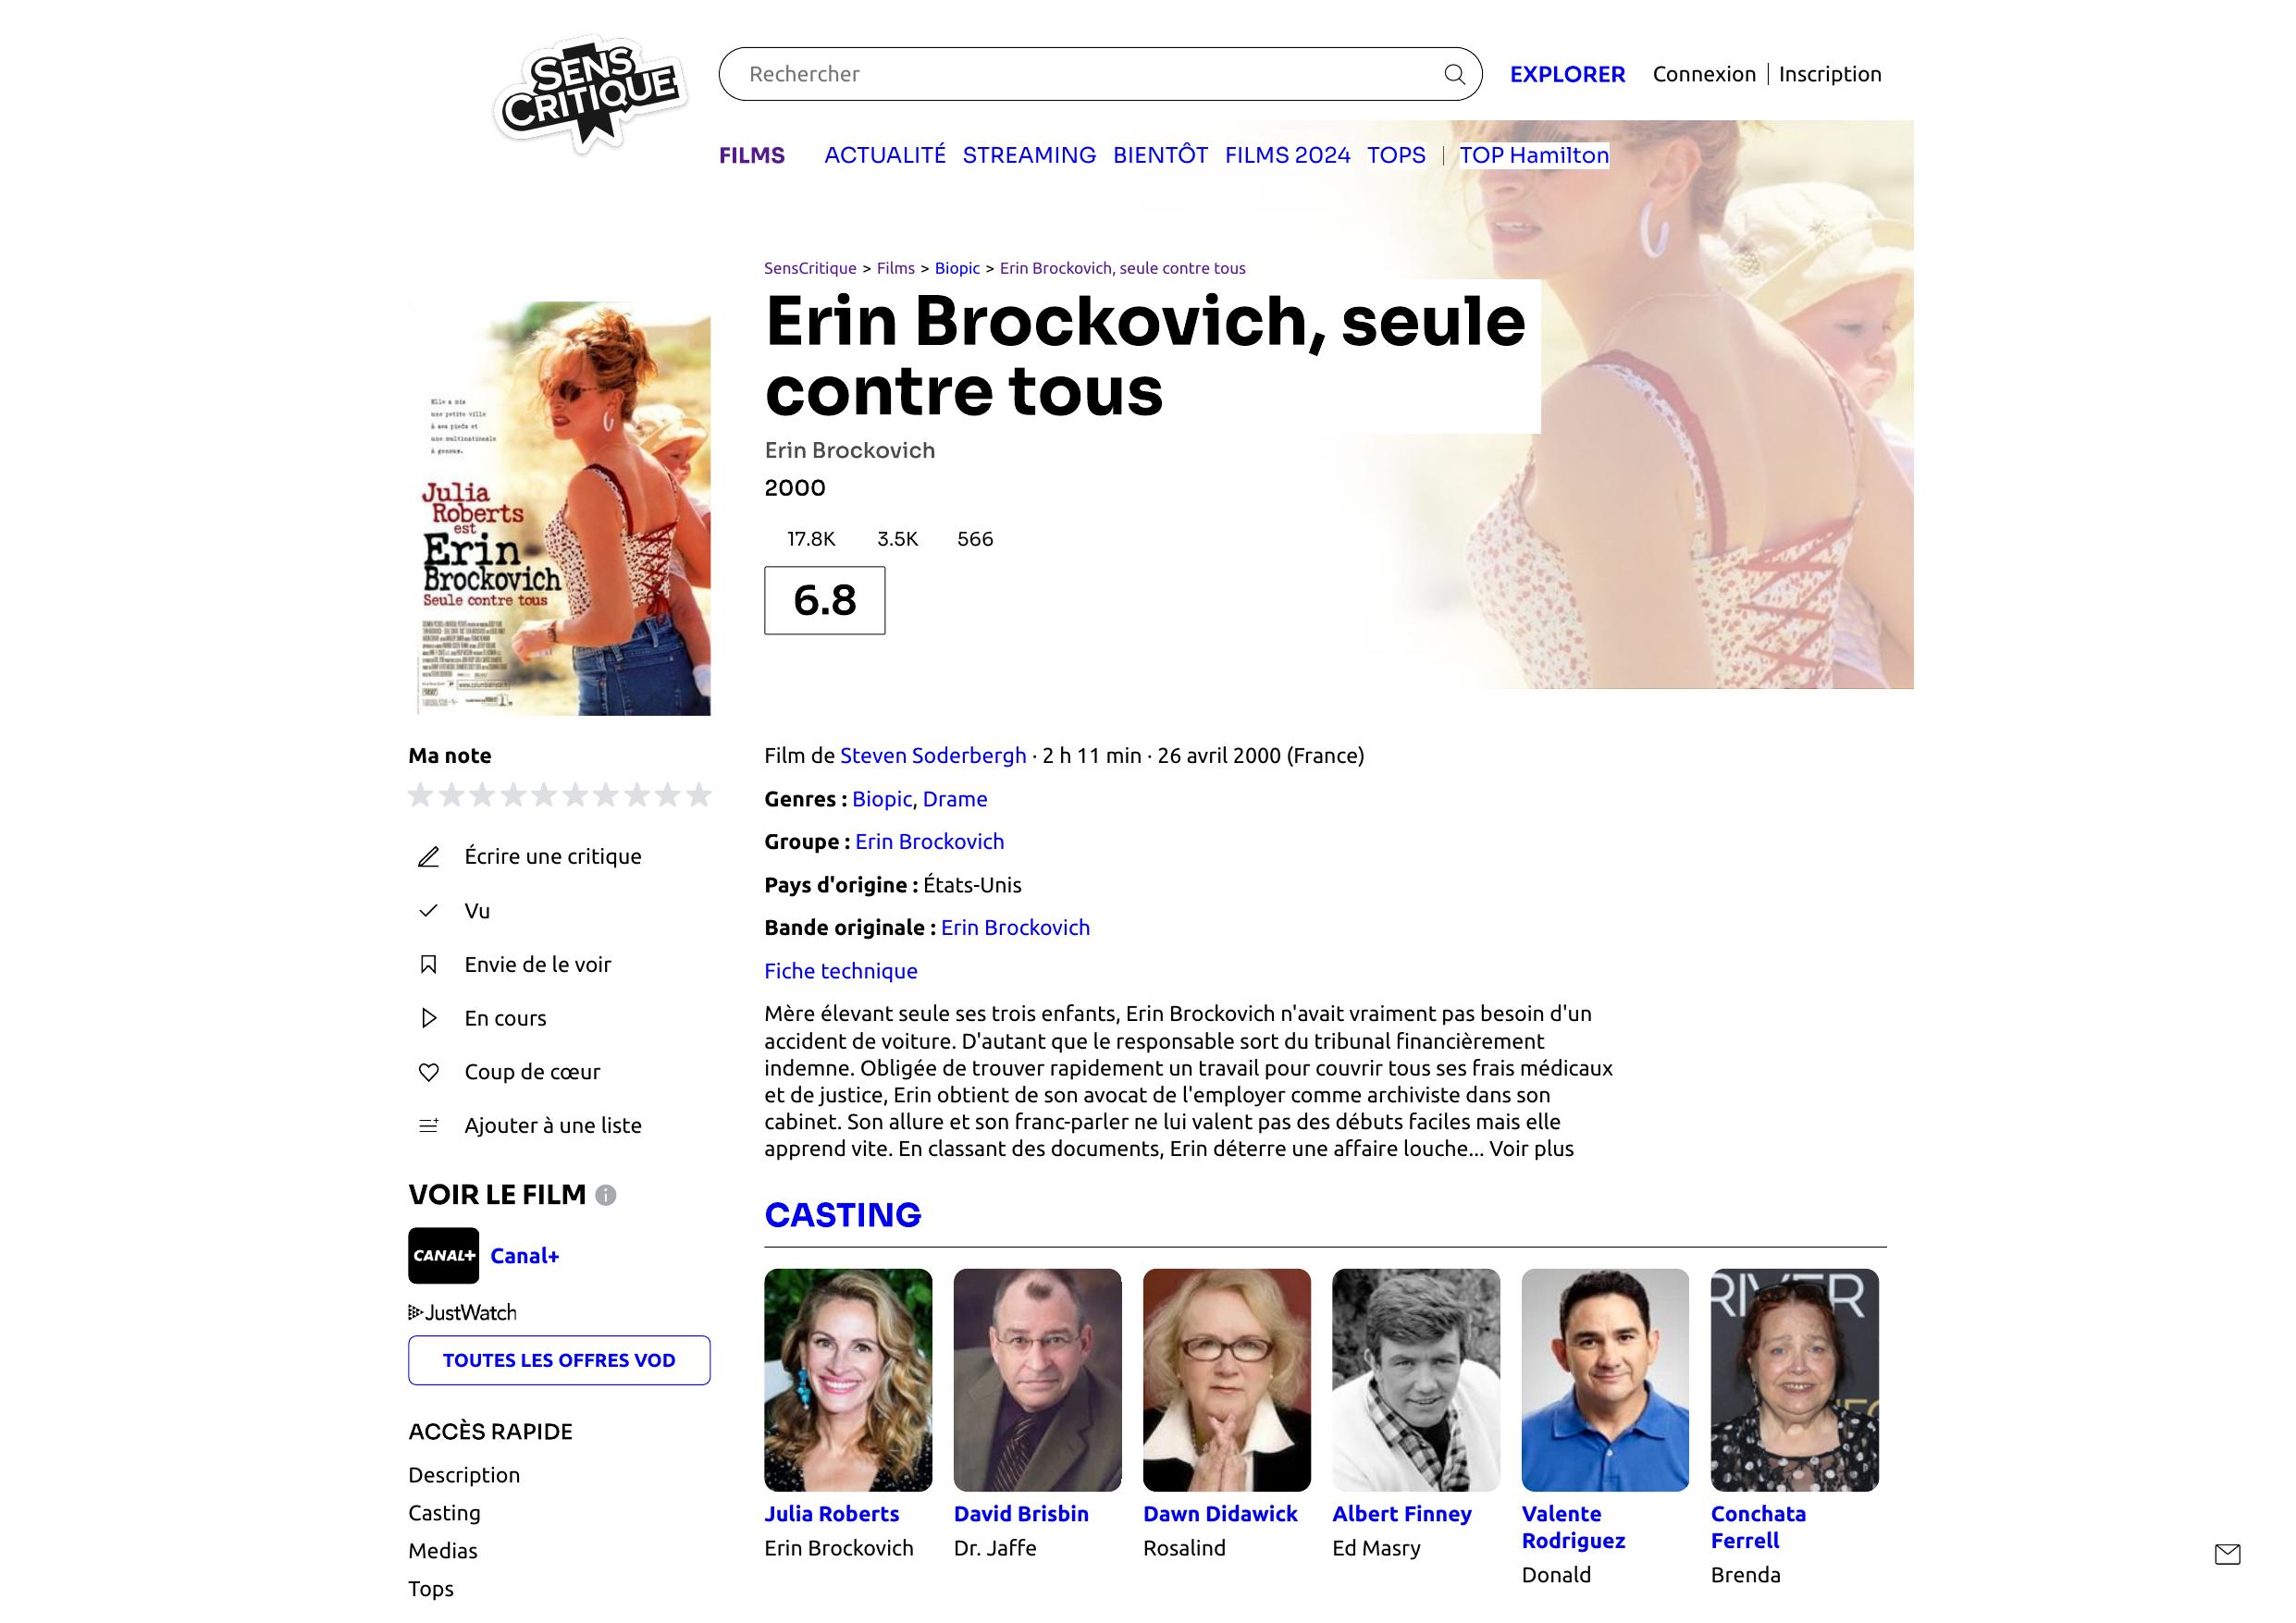 SENS
CRITIQUE
Rechercher
EXPLORER
Connexion | Inscription
FILMS
ACTUALITÉ
STREAMING
BIENTÔT
FILMS 2024
TOPS
|
TOP Hamilton
SensCritique > Films > Biopic > Erin Brockovich, seule contre tous
Erin Brockovich, seule
contre tous
Erin Brockovich
2000
17.8K
3.5K
566
6.8
Elle a mis
une petite ville
à ses pieds et
une multinationale
à genoux.
Julia
Roberts
est
Erin
Brockovich
Seule contre tous
Ma note
Écrire une critique
Vu
Envie de le voir
En cours
Coup de cœur
Ajouter à une liste
VOIR LE FILM
CANAL+
Canal+
JustWatch
TOUTES LES OFFRES VOD
ACCÈS RAPIDE
Description
Casting
Medias
Tops
Film de Steven Soderbergh · 2 h 11 min · 26 avril 2000 (France)
Genres : Biopic, Drame
Groupe : Erin Brockovich
Pays d'origine : États-Unis
Bande originale : Erin Brockovich
Fiche technique
Mère élevant seule ses trois enfants, Erin Brockovich n'avait vraiment pas besoin d'un
accident de voiture. D'autant que le responsable sort du tribunal financièrement
indemne. Obligée de trouver rapidement un travail pour couvrir tous ses frais médicaux
et de justice, Erin obtient de son avocat de l'employer comme archiviste dans son
cabinet. Son allure et son franc-parler ne lui valent pas des débuts faciles mais elle
apprend vite. En classant des documents, Erin déterre une affaire louche... Voir plus
CASTING
RIVER
Julia Roberts
Erin Brockovich
David Brisbin
Dr. Jaffe
Dawn Didawick
Rosalind
Albert Finney
Ed Masry
Valente
Rodriguez
Donald
Conchata
Ferrell
Brenda